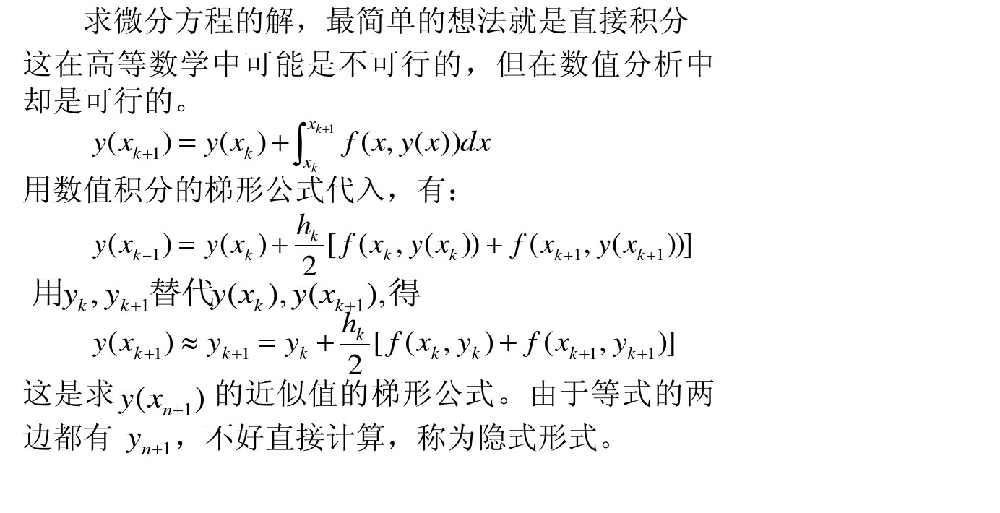 求微分方程的解，最简单的想法就是直接积分
这在高等数学中可能是不可行的，但在数值分析中
却是可行的。
y(x_{k+1}) = y(x_k) + ∫_{x_k}^{x_{k+1}} f(x, y(x))dx
用数值积分的梯形公式代入，有：
y(x_{k+1}) = y(x_k) + \frac{h_k}{2}[f(x_k, y(x_k)) + f(x_{k+1}, y(x_{k+1}))]
用y_k, y_{k+1}替代y(x_k), y(x_{k+1}),得
y(x_{k+1}) ≈ y_{k+1} = y_k + \frac{h_k}{2}[f(x_k, y_k) + f(x_{k+1}, y_{k+1})]
这是求 y(x_{n+1}) 的近似值的梯形公式。由于等式的两
边都有 y_{n+1}，不好直接计算，称为隐式形式。